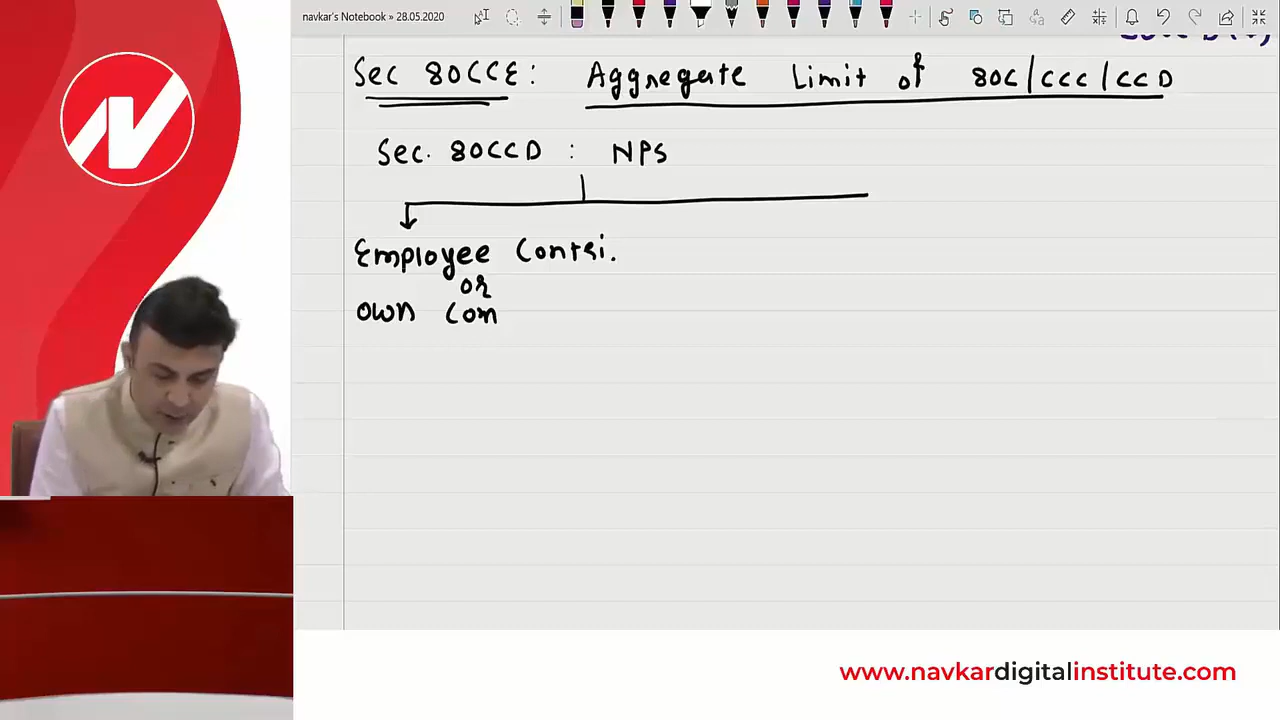 navkar's Notebook » 28.05.2020
Sec 80CCE: Aggregate Limit of 80C/CCC/CCD
Sec. 80CCD : NPS
Employee Contri.
or
own Con
www.navkardigitalinstitute.com